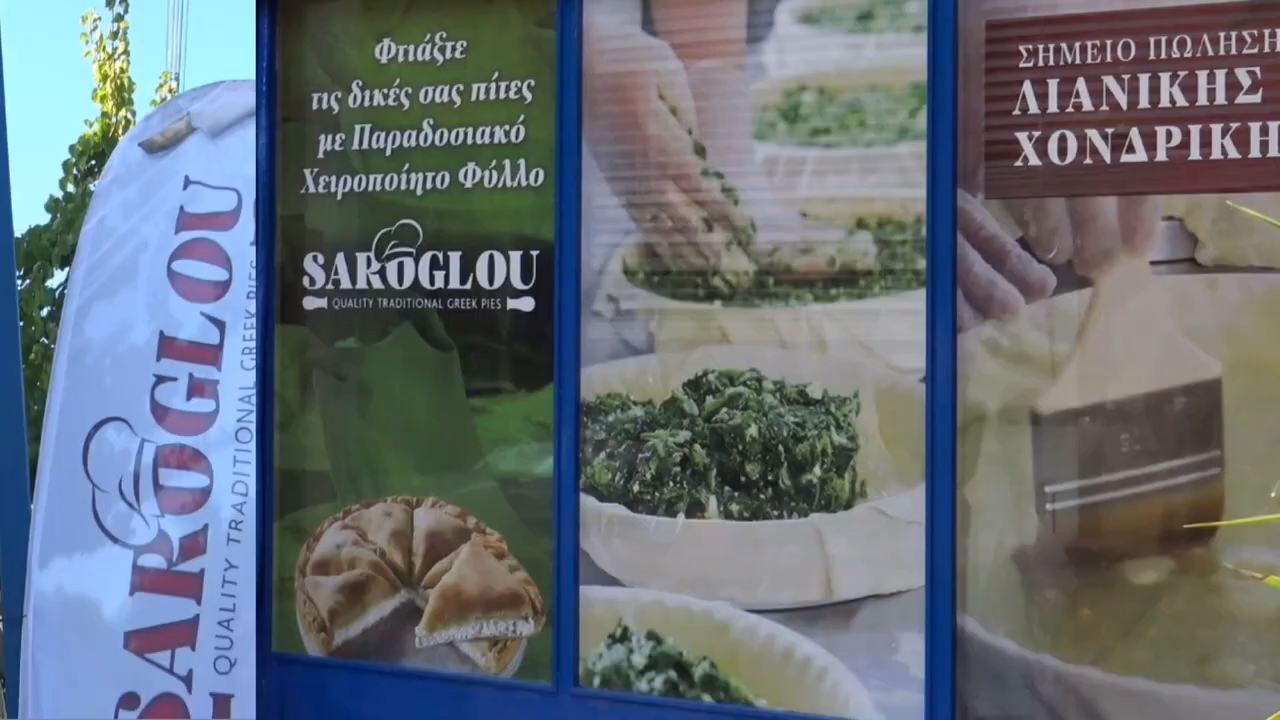 SAROGLOU
QUALITY TRADITIONAL GREEK PIES
Φτιάξτε
τις δικές σας πίτες
με Παραδοσιακό
Χειροποίητο Φύλλο
SAROGLOU
QUALITY TRADITIONAL GREEK PIES
ΣΗΜΕΙΟ ΠΩΛΗΣΗ
ΛΙΑΝΙΚΗΣ
ΧΟΝΔΡΙΚΗ